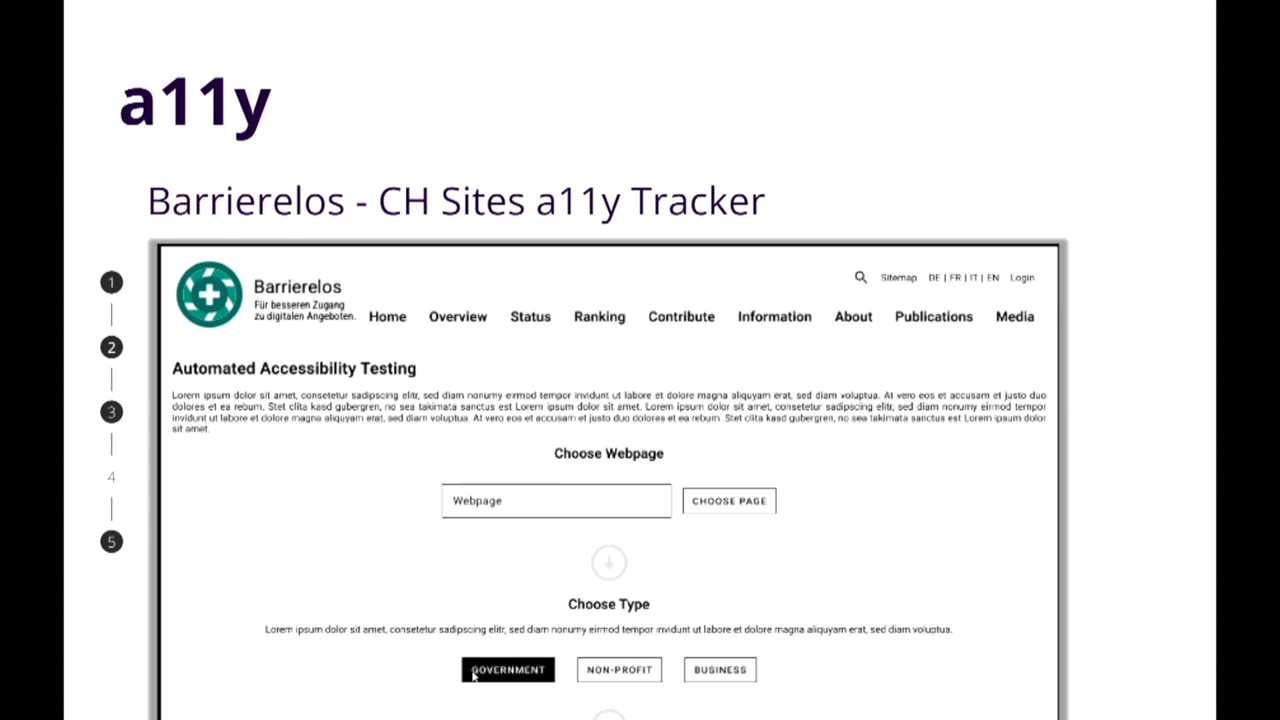 a11y
Barrierelos - CH Sites a11y Tracker
1
2
3
4
5
Barrierelos
Für besseren Zugang
zu digitalen Angeboten.
Sitemap DE | FR | IT | EN Login
Home Overview Status Ranking Contribute Information About Publications Media
Automated Accessibility Testing
Lorem ipsum dolor sit amet, consetetur sadipscing elitr, sed diam nonumy eirmod tempor invidunt ut labore et dolore magna aliquyam erat, sed diam voluptua. At vero eos et accusam et justo duo
dolores et ea rebum. Stet clita kasd gubergren, no sea takimata sanctus est Lorem ipsum dolor sit amet. Lorem ipsum dolor sit amet, consetetur sadipscing elitr, sed diam nonumy eirmod tempor
invidunt ut labore et dolore magna aliquyam erat, sed diam voluptua. At vero eos et accusam et justo duo dolores et ea rebum. Stet clita kasd gubergren, no sea takimata sanctus est Lorem ipsum dolor
sit amet.
Choose Webpage
Webpage
CHOOSE PAGE
Choose Type
Lorem ipsum dolor sit amet, consetetur sadipscing elitr, sed diam nonumy eirmod tempor invidunt ut labore et dolore magna aliquyam erat, sed diam voluptua.
GOVERNMENT NON-PROFIT BUSINESS